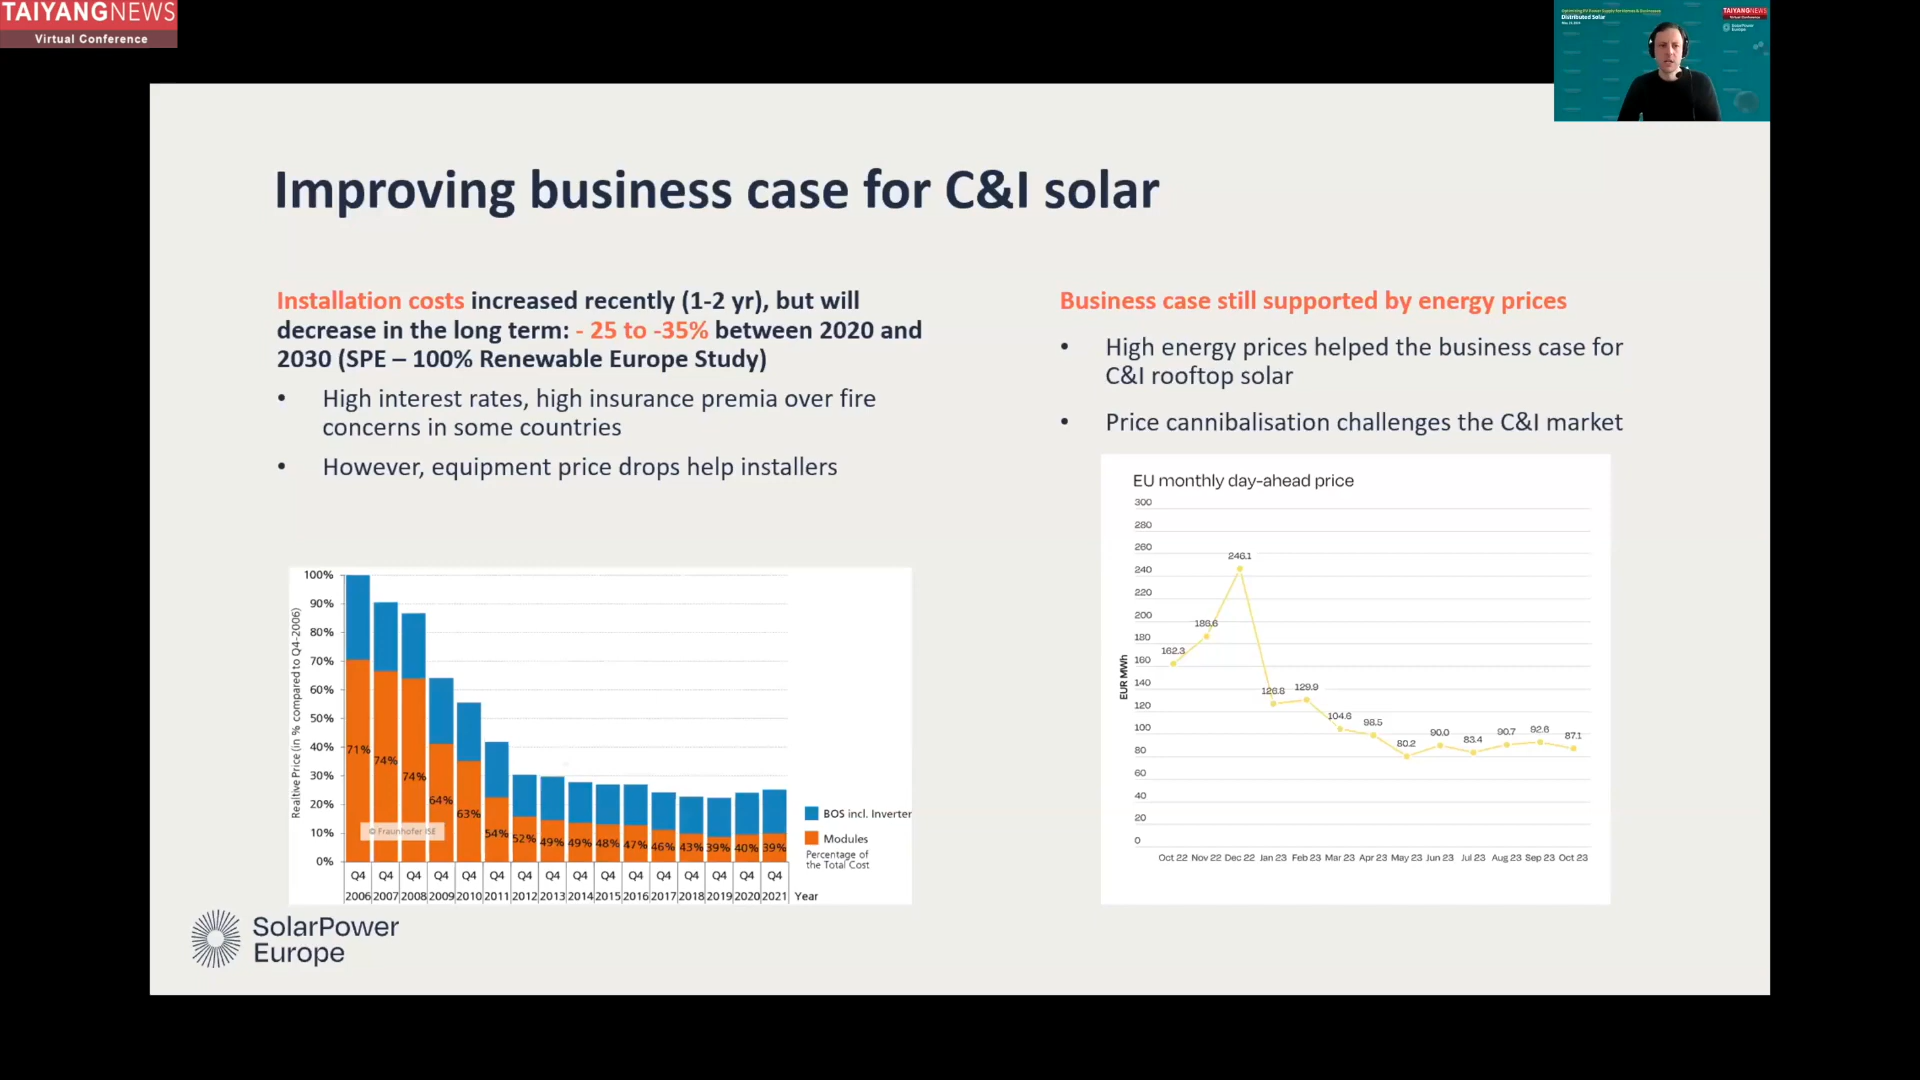 TAIYANGNEWS
Virtual Conference
Distributed Solar
TAIYANGNEWS
Virtual Conference
SolarPower
Europe
Improving business case for C&I solar
Installation costs increased recently (1-2 yr), but will
decrease in the long term: - 25 to -35% between 2020 and
2030 (SPE – 100% Renewable Europe Study)
• High interest rates, high insurance premia over fire
concerns in some countries
• However, equipment price drops help installers
Business case still supported by energy prices
• High energy prices helped the business case for
C&I rooftop solar
• Price cannibalisation challenges the C&I market
Realtive Price (in % compared to Q4-2006)
100%
90%
80%
70%
60%
50%
40%
30%
20%
10%
0%
71% 74% 74% 64% 63% 54% 52% 49% 49% 48% 47% 46% 43% 39% 40% 39%
© Fraunhofer ISE
Q4 Q4 Q4 Q4 Q4 Q4 Q4 Q4 Q4 Q4 Q4 Q4 Q4 Q4 Q4 Q4
2006 2007 2008 2009 2010 2011 2012 2013 2014 2015 2016 2017 2018 2019 2020 2021 Year
BOS incl. Inverter
Modules
Percentage of
the Total Cost
EU monthly day-ahead price
EUR MWh
300
280
260
240
220
200
180
160
140
120
100
80
60
40
20
0
162.3 186.6 246.1 126.8 129.9 104.6 98.5 80.2 90.0 83.4 90.7 92.6 87.1
Oct 22 Nov 22 Dec 22 Jan 23 Feb 23 Mar 23 Apr 23 May 23 Jun 23 Jul 23 Aug 23 Sep 23 Oct 23
SolarPower
Europe